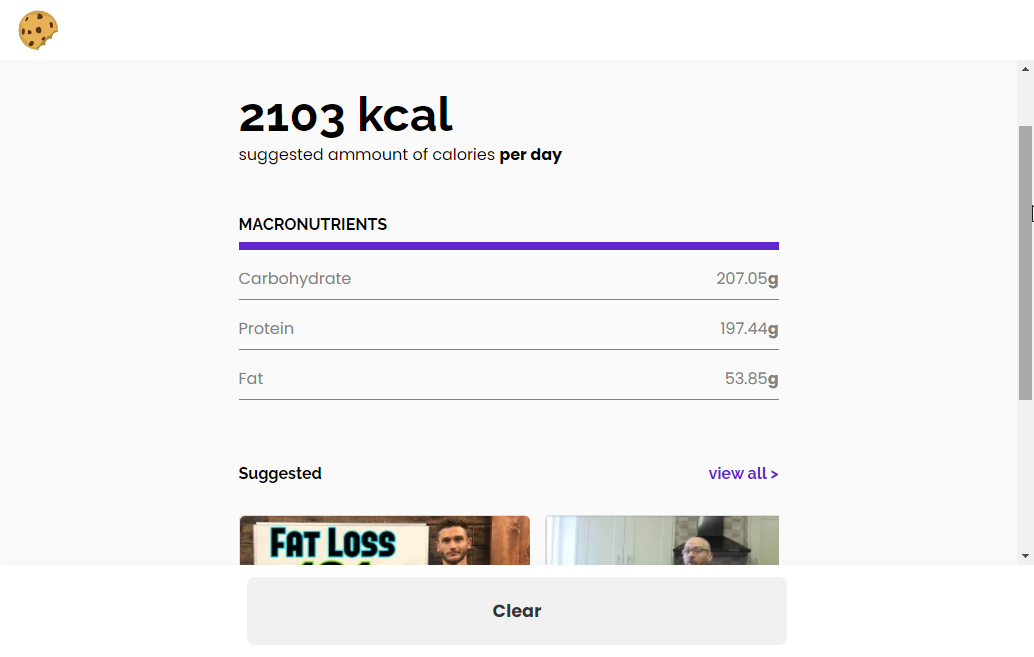 2103 kcal
suggested ammount of calories per day
MACRONUTRIENTS
Carbohydrate 207.05g
Protein 197.44g
Fat 53.85g
Suggested view all >
FAT LOSS
Clear